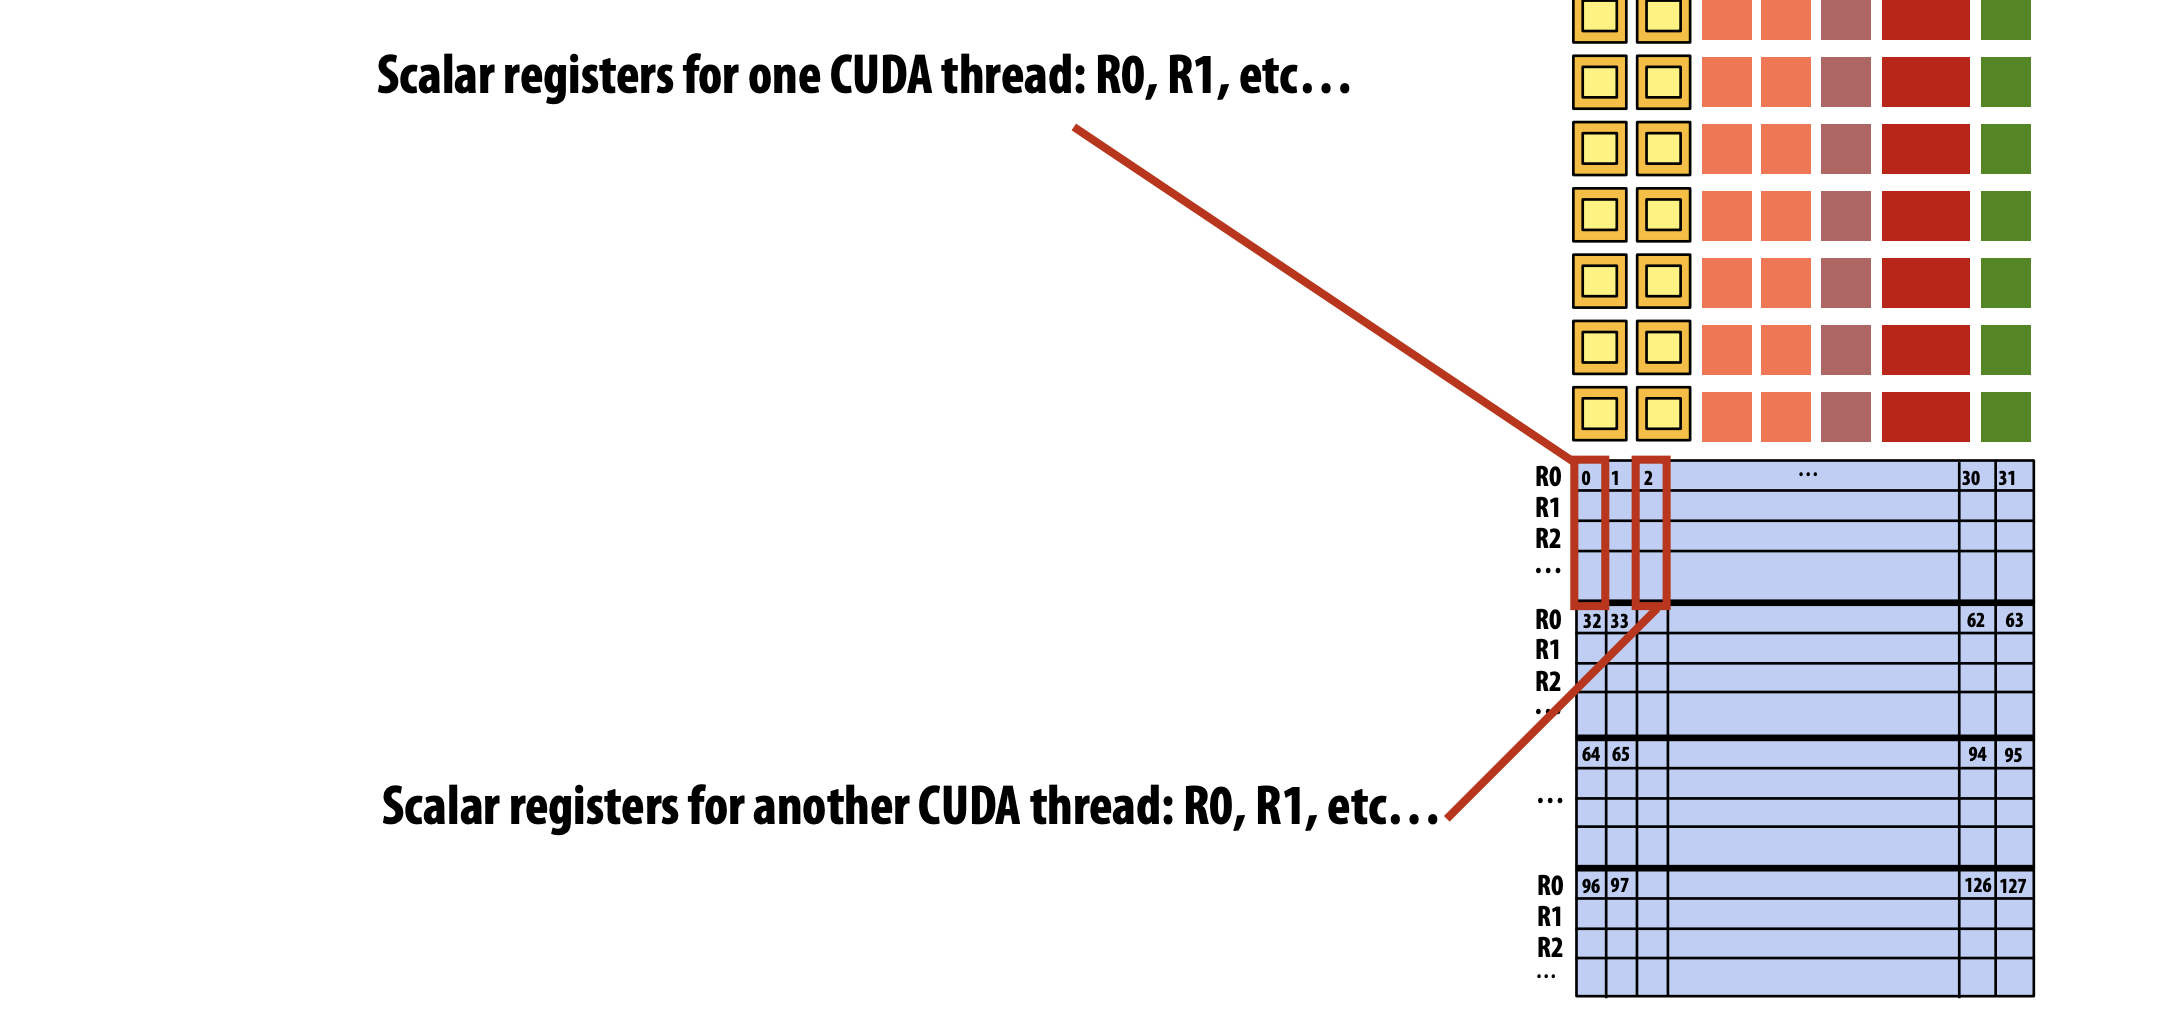 Scalar registers for one CUDA thread: R0, R1, etc...
R0 0 1 2 ... 30 31
R1
R2
...
R0 32 33 62 63
R1
R2
...
64 65 94 95
...
Scalar registers for another CUDA thread: R0, R1, etc...
R0 96 97 126 127
R1
R2
...